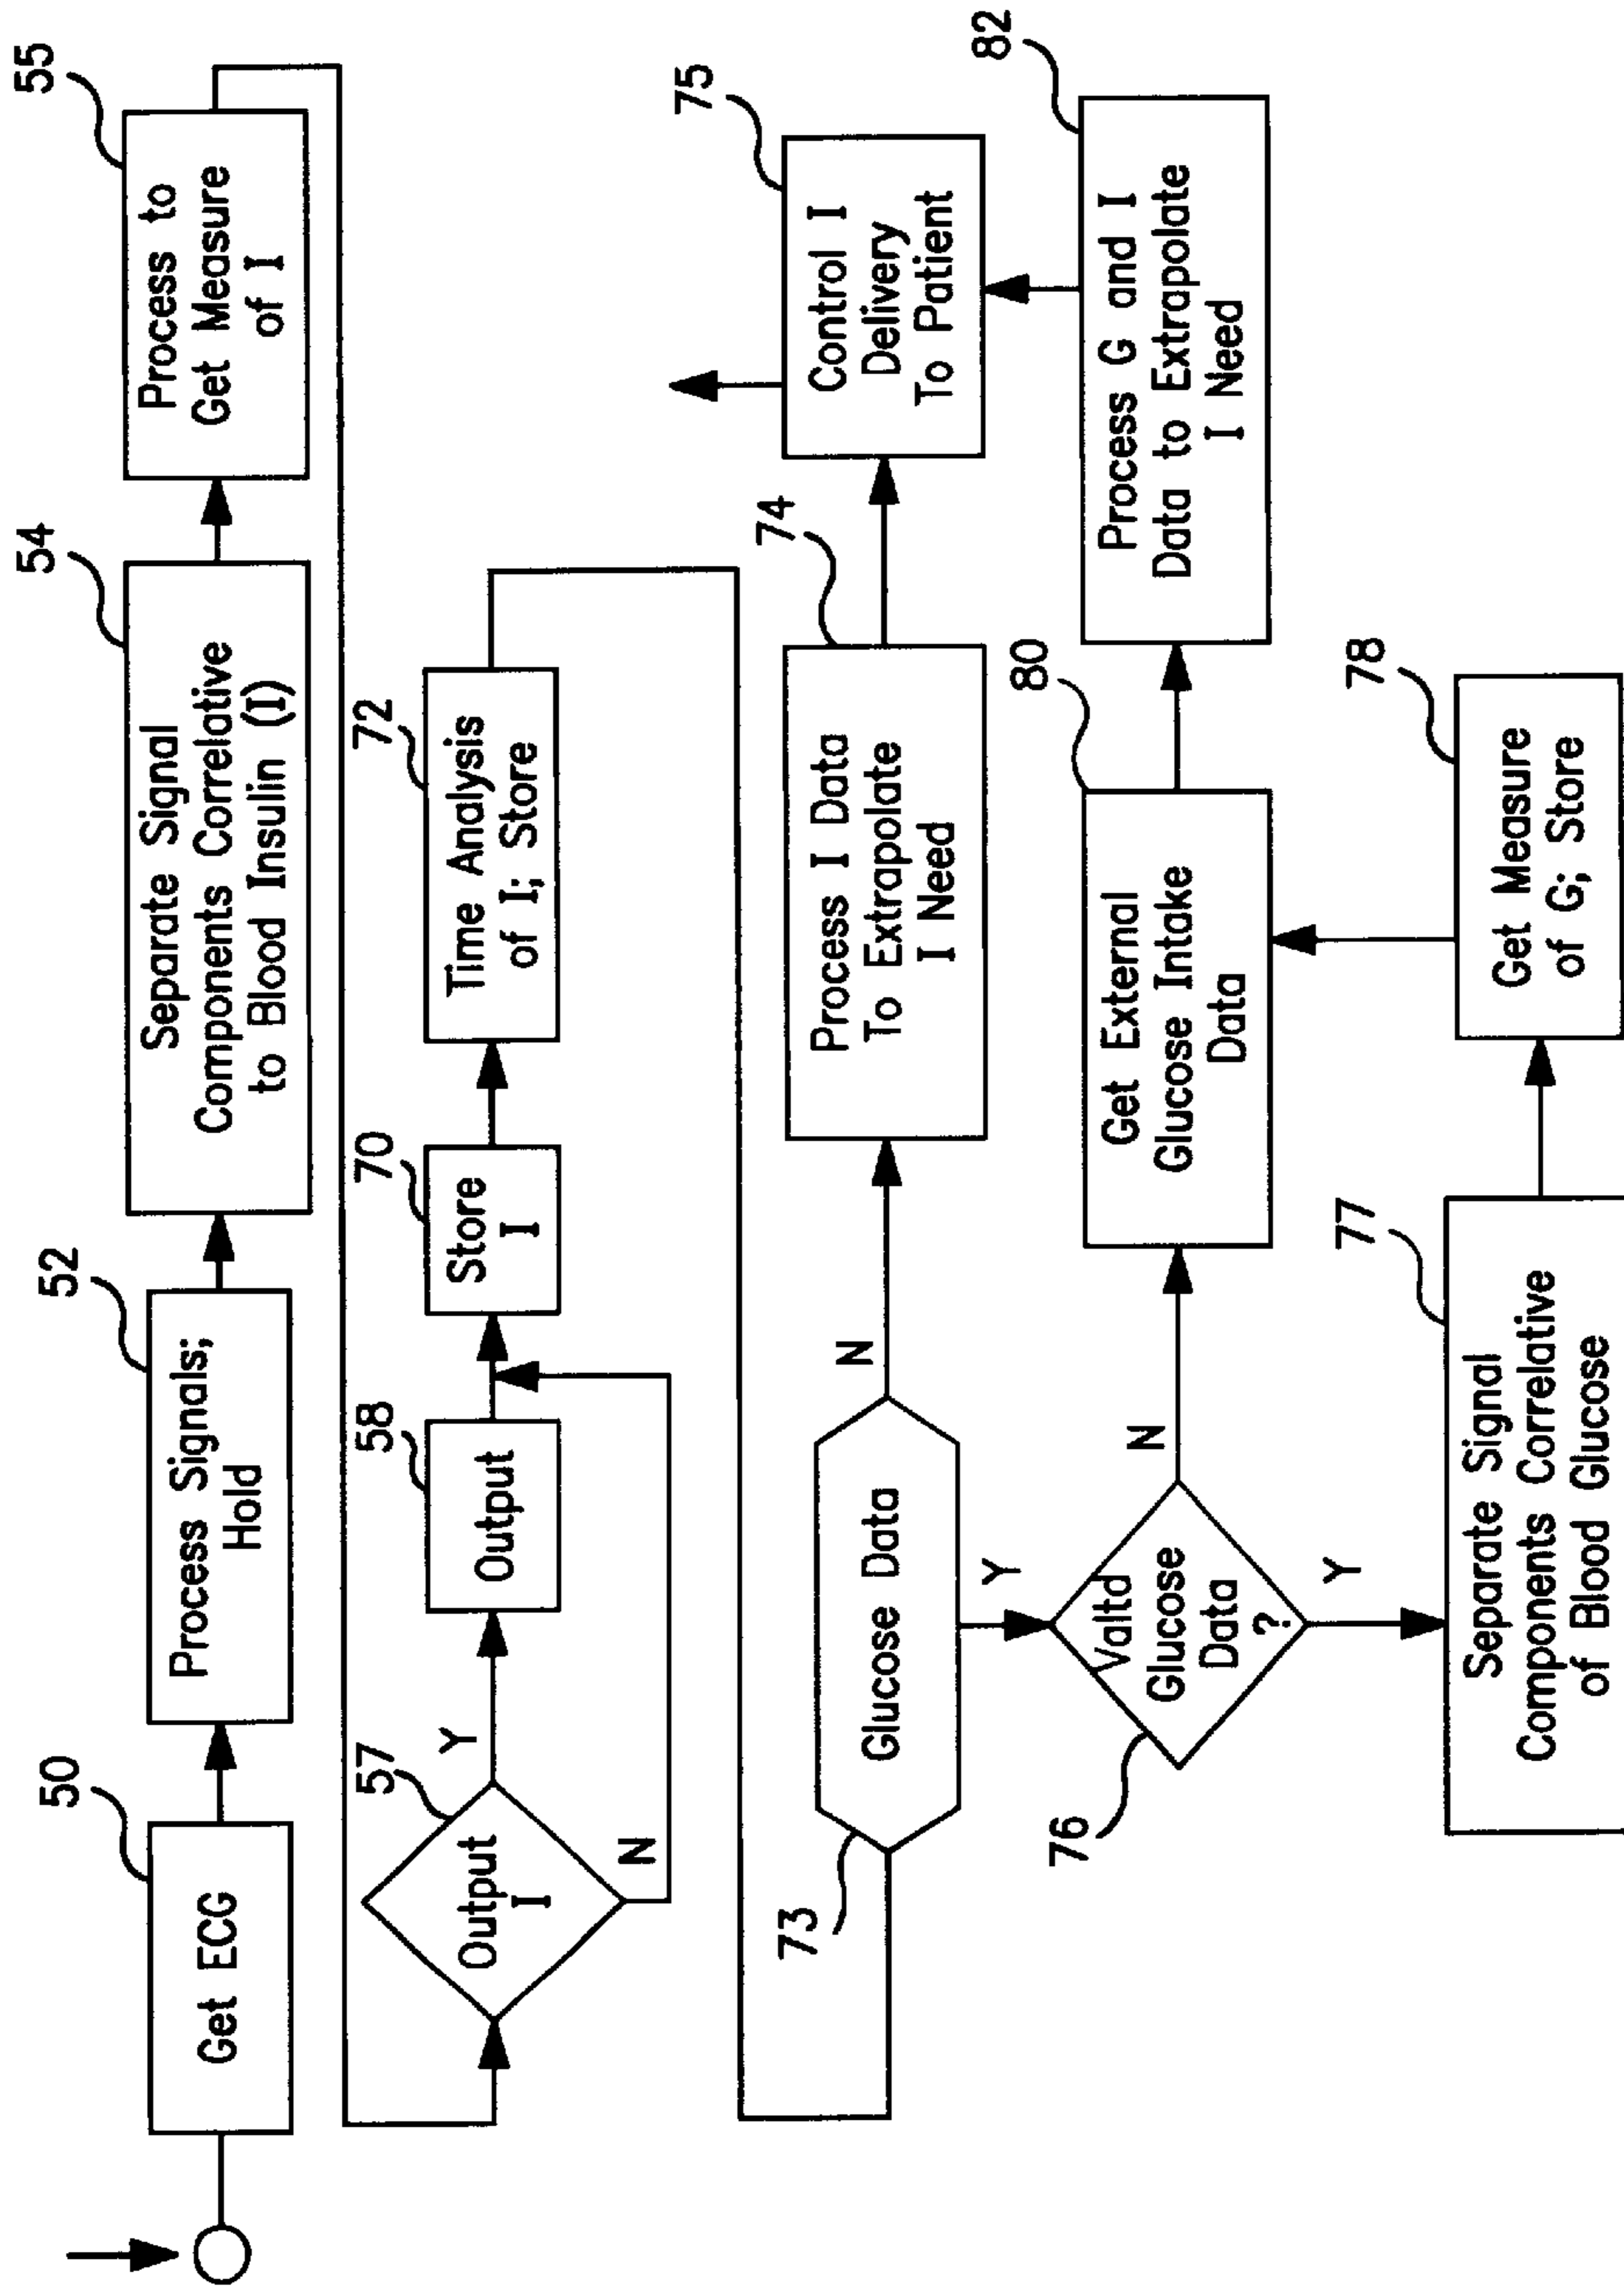 50
Get ECG
52
Process Signals;
Hold
54
Separate Signal
Components Correlative
to Blood Insulin (I)
55
Process to
Get Measure
of I
57
Output
I
Y
N
58
Output
70
Store
I
72
Time Analysis
of I; Store
73
Glucose Data
N
Y
74
Process I Data
To Extrapolate
I Need
75
Control I
Delivery
To Patient
76
Valtd
Glucose
Data
?
N
Y
80
Get External
Glucose Intake
Data
82
Process G and I
Data to Extrapolate
I Need
77
Separate Signal
Components Correlative
of Blood Glucose
78
Get Measure
of G; Store